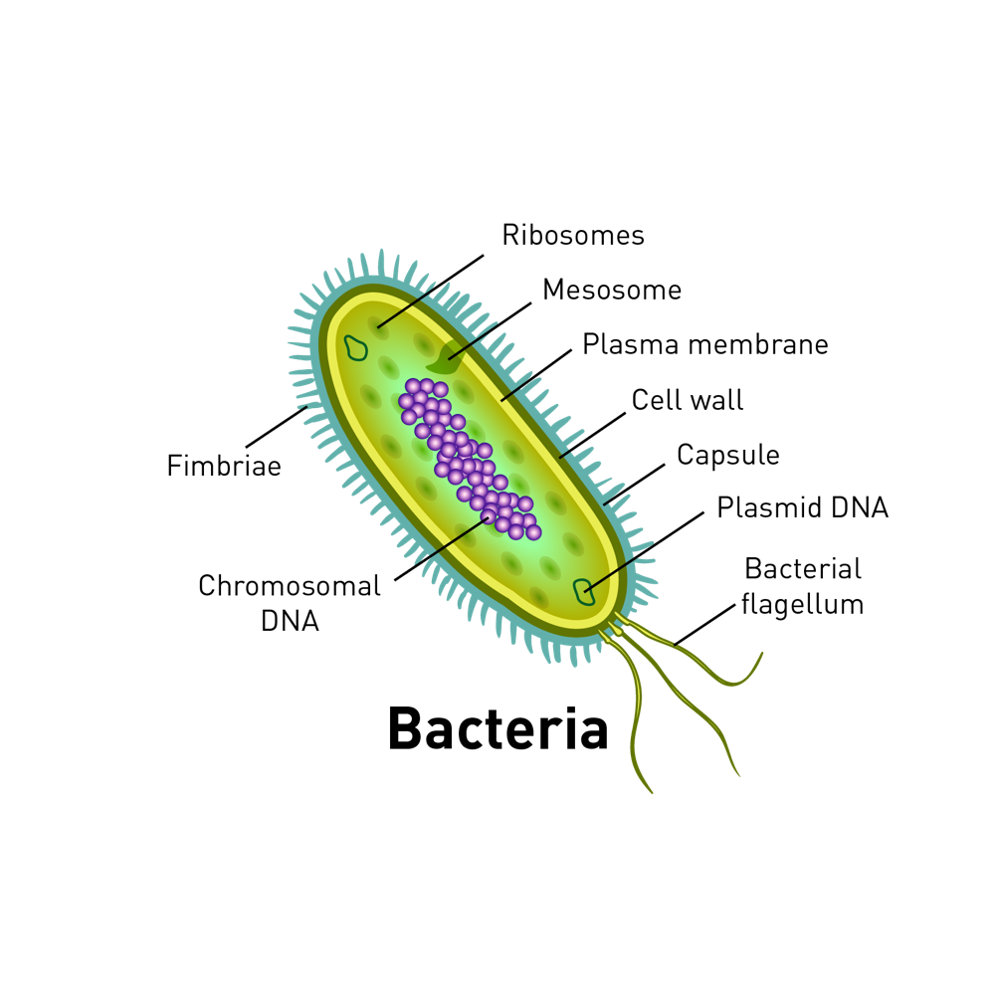 Ribosomes
Mesosome
Plasma membrane
Cell wall
Capsule
Fimbriae
Plasmid DNA
Bacterial
flagellum
Chromosomal
DNA
Bacteria